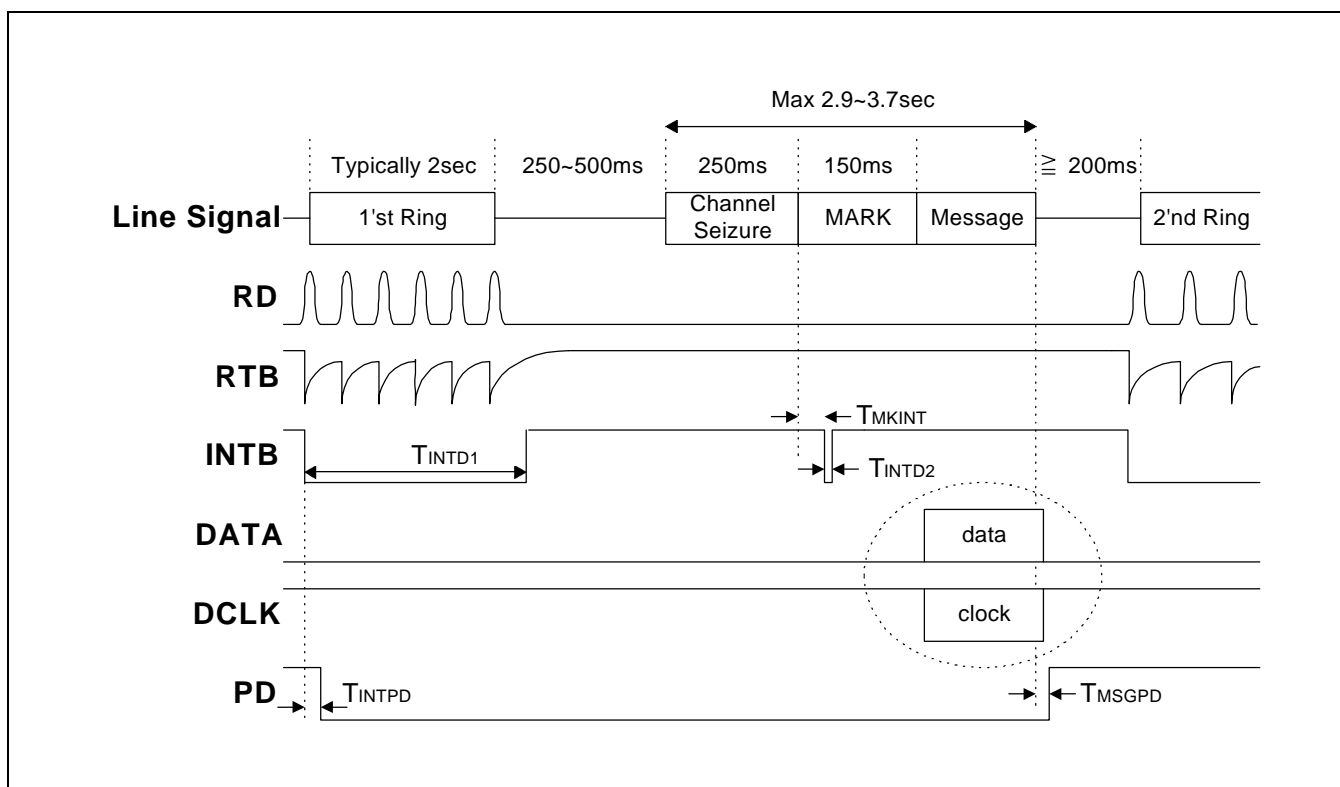 Max 2.9~3.7sec
Typically 2sec 250~500ms 250ms 150ms ≧ 200ms
Line Signal 1'st Ring Channel Seizure MARK Message 2'nd Ring
RD
RTB
TMKINT
INTB TINTD1 TINTD2
DATA data
DCLK clock
PD TINTPD TMSGPD